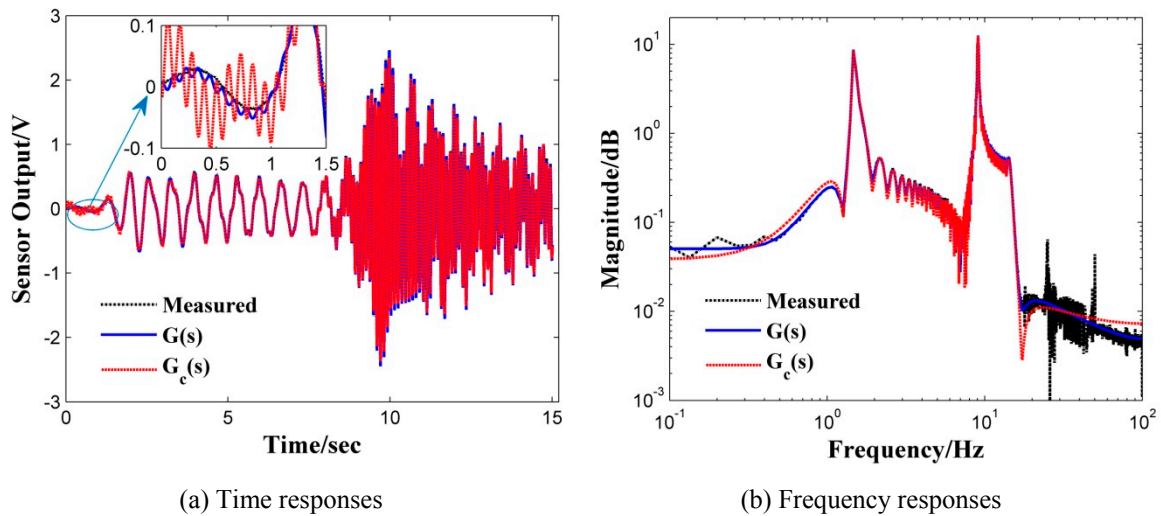 3
2
1
0
-1
-2
-3
0.1
0
-0.1
0 0.5 1 1.5
Sensor Output/V
Measured
G(s)
G_c(s)
0 5 10 15
Time/sec
(a) Time responses
10^2
10^1
10^0
10^-1
10^-2
10^-3
Magnitude/dB
Measured
G(s)
G_c(s)
10^-1 10^0 10^1 10^2
Frequency/Hz
(b) Frequency responses